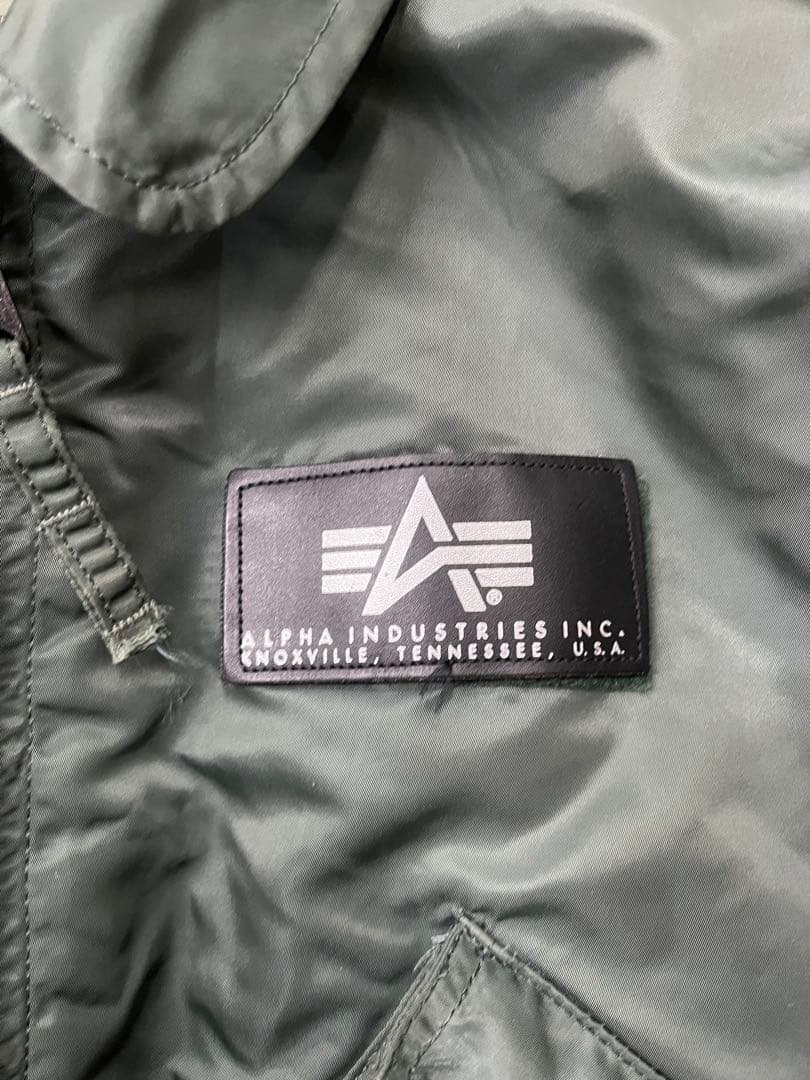 ®
ALPHA INDUSTRIES INC.
KNOXVILLE, TENNESSEE, U.S.A.